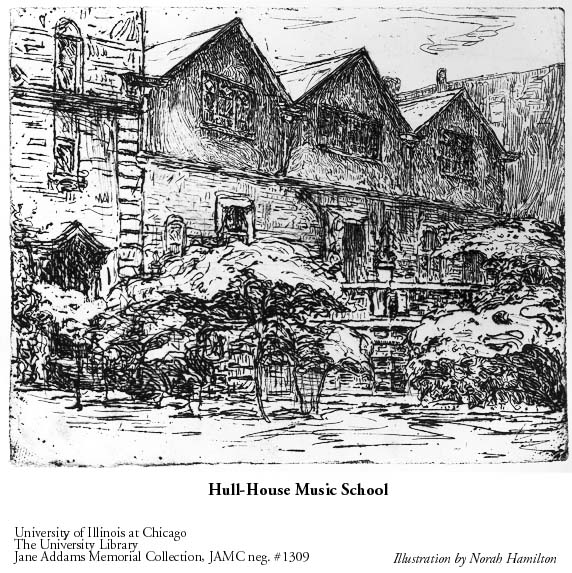 Hull-House Music School
University of Illinois at Chicago
The University Library
Jane Addams Memorial Collection, JAMC neg. #1309
Illustration by Norah Hamilton